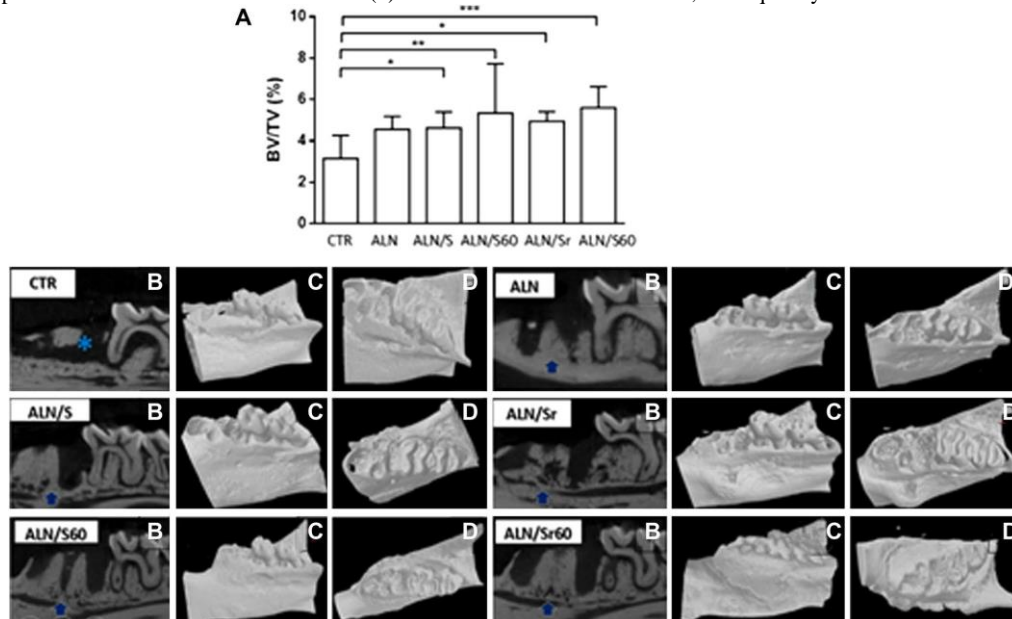 A
***
*
**
*
BV/TV (%)
10
8
6
4
2
0
CTR ALN ALN/S ALN/S60 ALN/Sr ALN/S60
CTR B C D ALN B C D
ALN/S B C D ALN/Sr B C D
ALN/S60 B C D ALN/Sr60 B C D